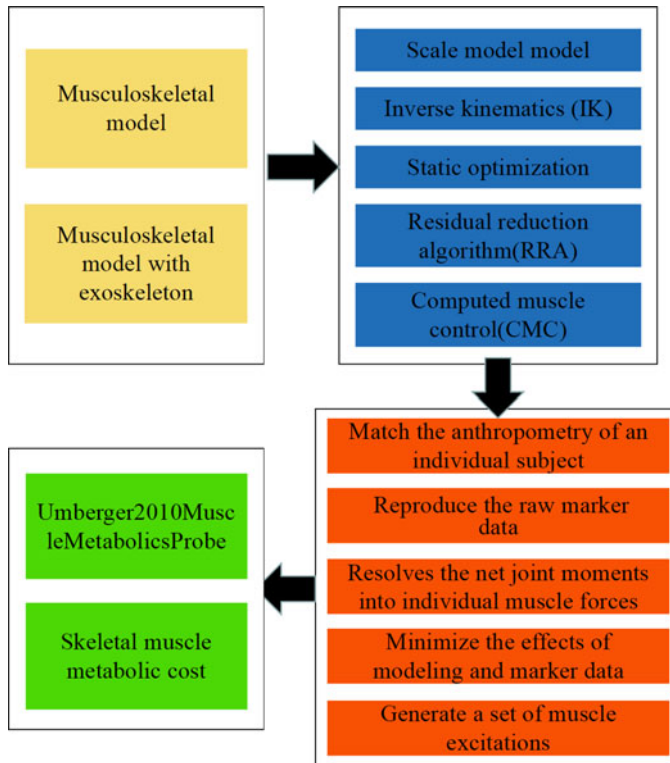 Musculoskeletal
model
Musculoskeletal
model with
exoskeleton
Scale model model
Inverse kinematics (IK)
Static optimization
Residual reduction
algorithm(RRA)
Computed muscle
control(CMC)
Match the anthropometry of an
individual subject
Reproduce the raw marker
data
Resolves the net joint moments
into individual muscle forces
Minimize the effects of
modeling and marker data
Generate a set of muscle
excitations
Umberger2010Musc
leMetabolicsProbe
Skeletal muscle
metabolic cost